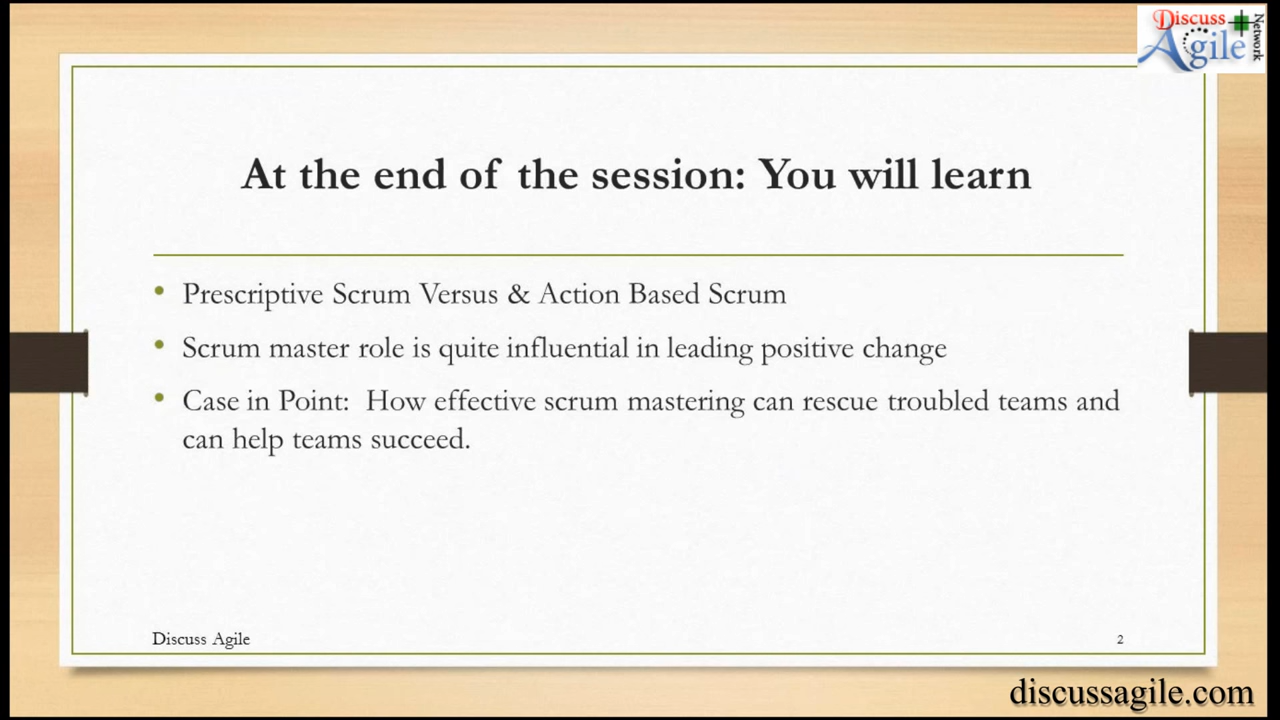 Discuss
Agile
Network
At the end of the session: You will learn
• Prescriptive Scrum Versus & Action Based Scrum
• Scrum master role is quite influential in leading positive change
• Case in Point:  How effective scrum mastering can rescue troubled teams and
can help teams succeed.
Discuss Agile
2
discussagile.com